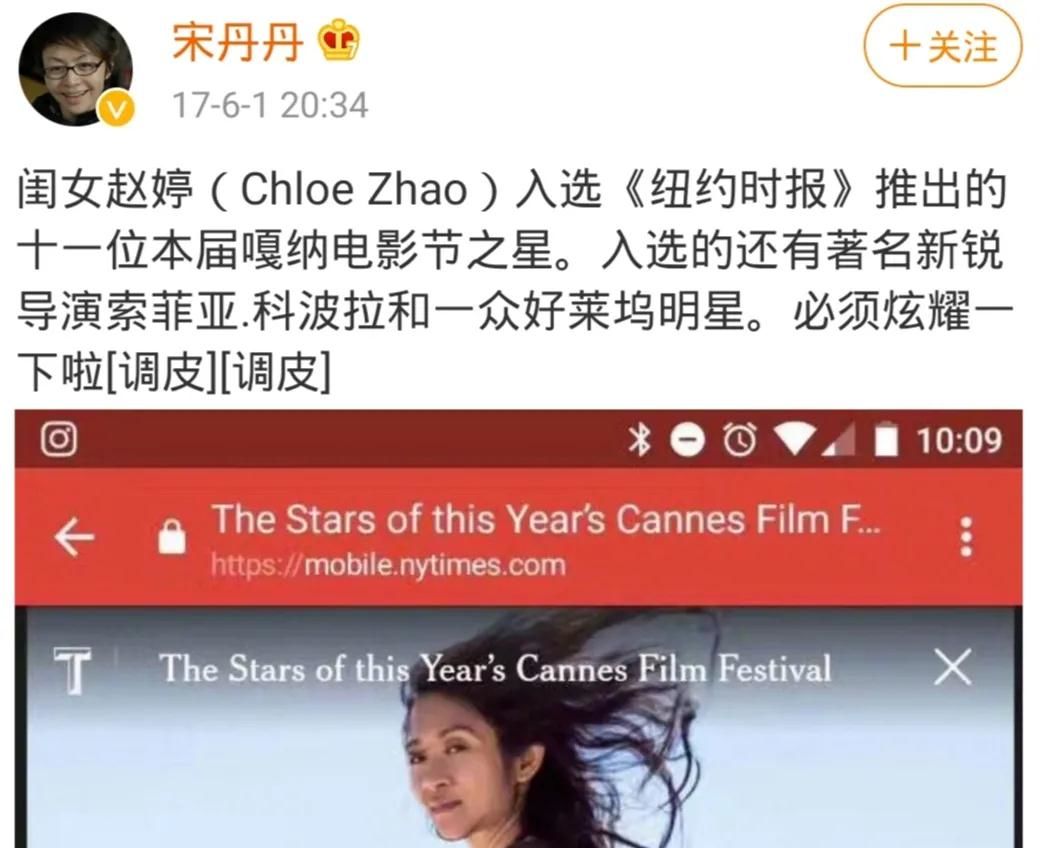 宋丹丹
17-6-1 20:34
+关注
闺女赵婷（Chloe Zhao）入选《纽约时报》推出的
十一位本届嘎纳电影节之星。入选的还有著名新锐
导演索菲亚.科波拉和一众好莱坞明星。必须炫耀一
下啦[调皮][调皮]
10:09
The Stars of this Year's Cannes Film F...
https://mobile.nytimes.com
T The Stars of this Year's Cannes Film Festival